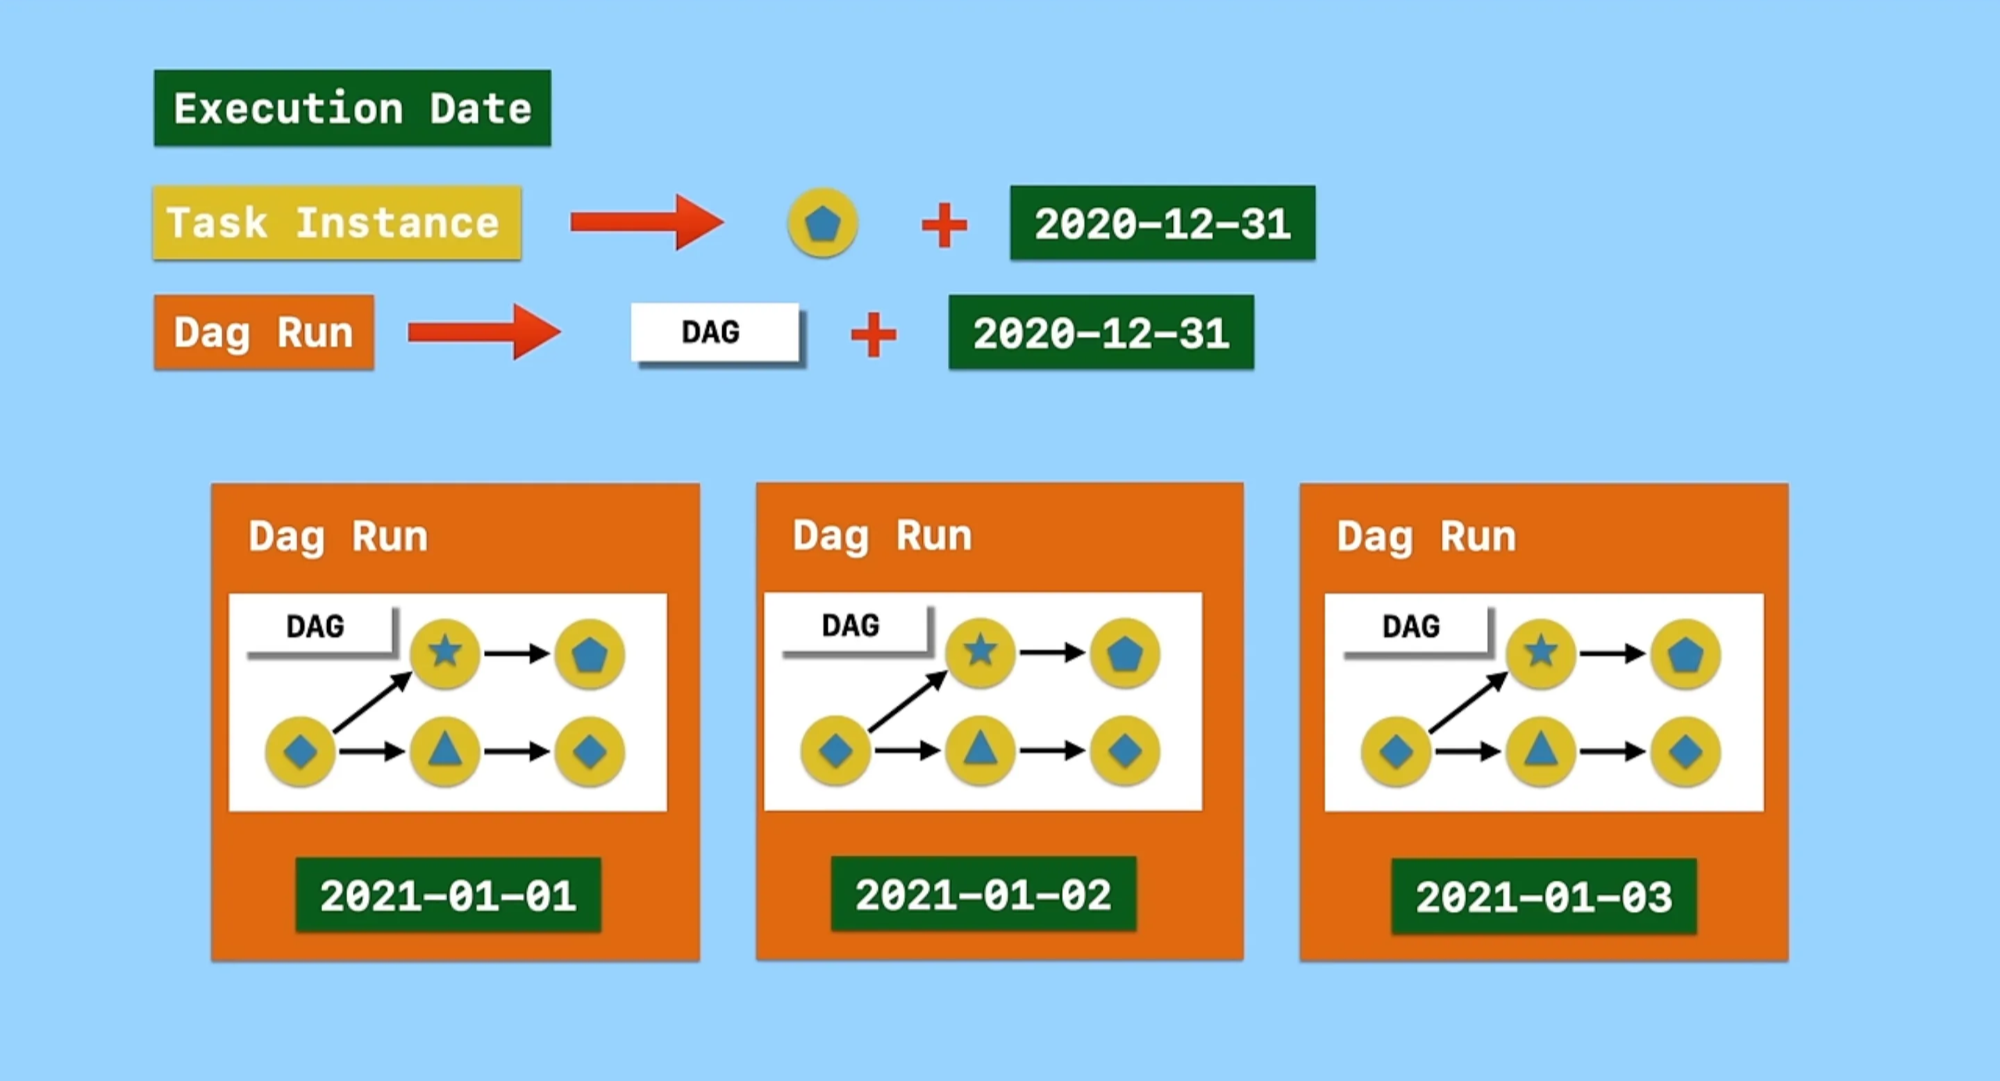 Execution Date
Task Instance + 2020-12-31
Dag Run DAG + 2020-12-31
Dag Run
DAG
2021-01-01
Dag Run
DAG
2021-01-02
Dag Run
DAG
2021-01-03